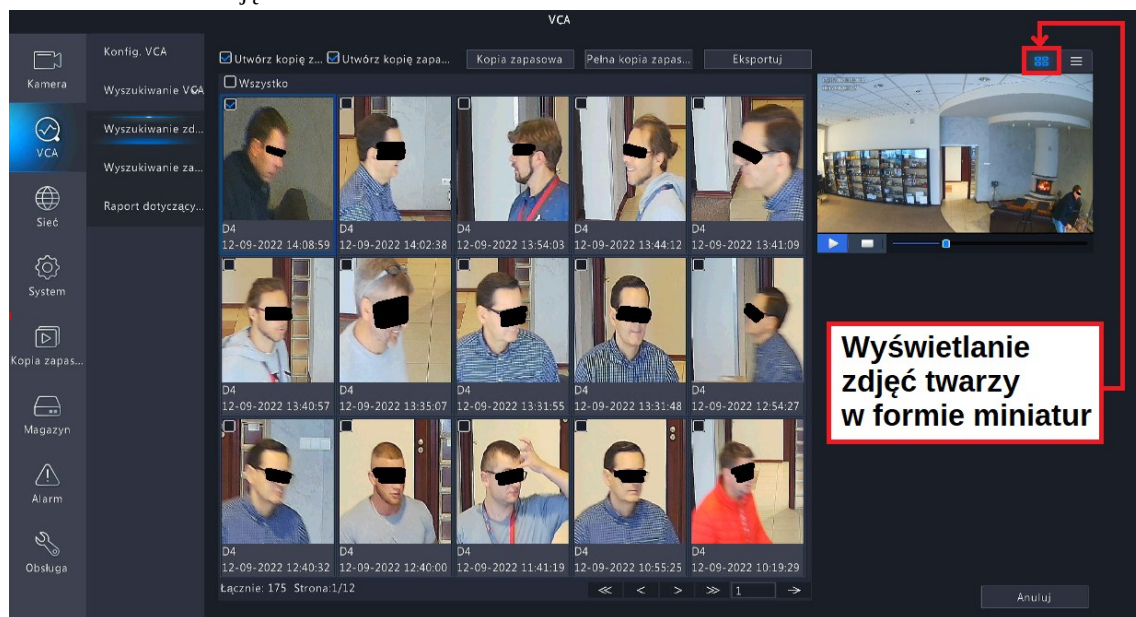 VCA
Kamera
VCA
Sieć
System
Kopia zapas...
Magazyn
Alarm
Obsługa
Konfig. VCA
Wyszukiwanie VCA
Wyszukiwanie zd...
Wyszukiwanie za...
Raport dotyczący...
Utwórz kopię z... Utwórz kopię zapa... Kopia zapasowa Pełna kopia zapas... Eksportuj
Wszystko
D4 D4 D4 D4 D4
12-09-2022 14:08:59 12-09-2022 14:02:38 12-09-2022 13:54:03 12-09-2022 13:44:12 12-09-2022 13:41:09
D4 D4 D4 D4 D4
12-09-2022 13:40:57 12-09-2022 13:35:07 12-09-2022 13:31:55 12-09-2022 13:31:48 12-09-2022 12:54:27
D4 D4 D4 D4 D4
12-09-2022 12:40:32 12-09-2022 12:40:00 12-09-2022 11:41:19 12-09-2022 10:55:25 12-09-2022 10:19:29
Łącznie: 175 Strona:1/12 ≪ < > ≫ 1 →
Wyświetlanie
zdjęć twarzy
w formie miniatur
Anuluj